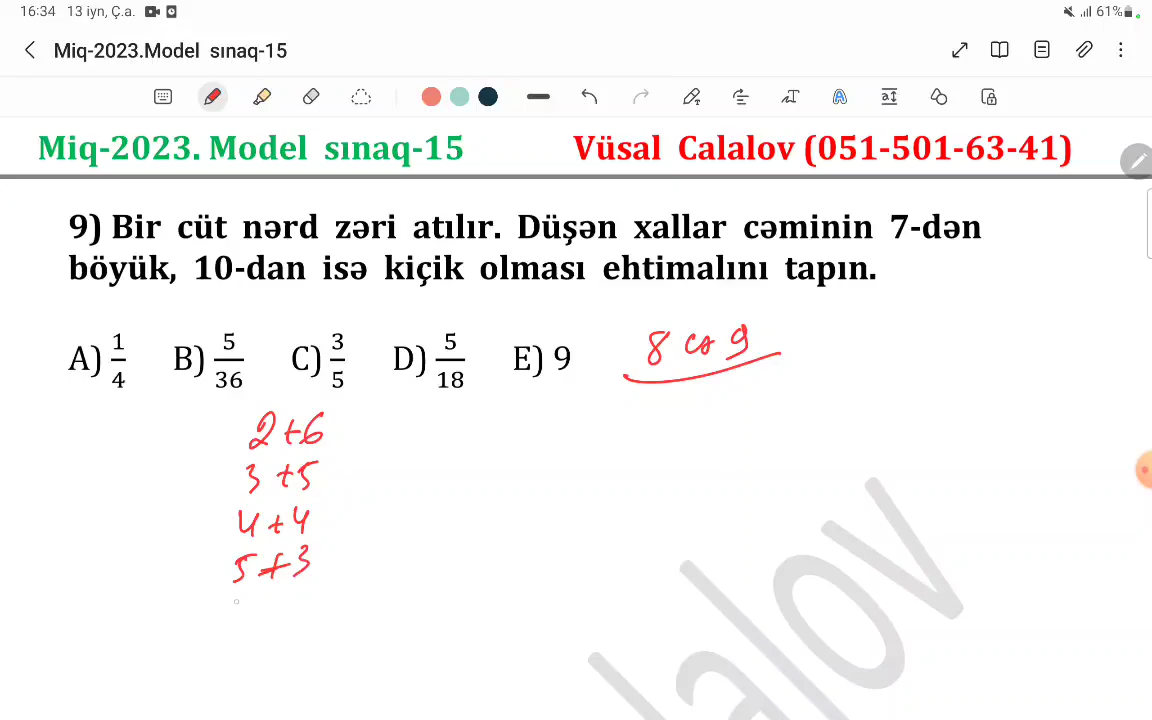 16:34 13 iyn, Ç.a. 61%
Miq-2023.Model sınaq-15
Miq-2023. Model sınaq-15 Vüsal Calalov (051-501-63-41)
9) Bir cüt nərd zəri atılır. Düşən xallar cəminin 7-dən
böyük, 10-dan isə kiçik olması ehtimalını tapın.
A) 1/4 B) 5/36 C) 3/5 D) 5/18 E) 9
8 və 9
2+6
3+5
4+4
5+3
alov